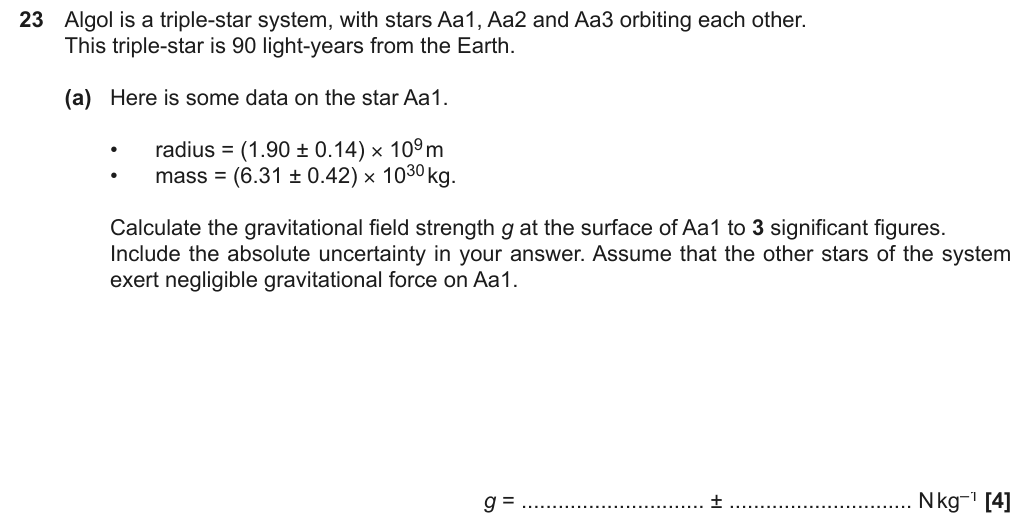 23 Algol is a triple-star system, with stars Aa1, Aa2 and Aa3 orbiting each other.
This triple-star is 90 light-years from the Earth.
(a) Here is some data on the star Aa1.
• radius = (1.90 ± 0.14) × 10⁹ m
• mass = (6.31 ± 0.42) × 10³⁰ kg.
Calculate the gravitational field strength g at the surface of Aa1 to 3 significant figures.
Include the absolute uncertainty in your answer. Assume that the other stars of the system
exert negligible gravitational force on Aa1.
g = .............................. ± .............................. N kg⁻¹ [4]